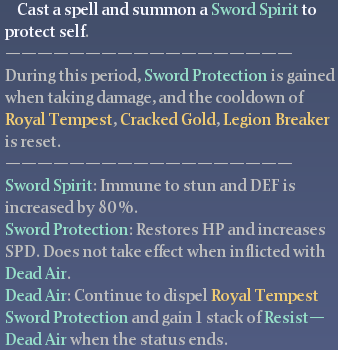 Cast a spell and summon a Sword Spirit to
protect self.
——————————————————
During this period, Sword Protection is gained
when taking damage, and the cooldown of
Royal Tempest, Cracked Gold, Legion Breaker
is reset.
——————————————————
Sword Spirit: Immune to stun and DEF is
increased by 80%.
Sword Protection: Restores HP and increases
SPD. Does not take effect when inflicted with
Dead Air.
Dead Air: Continue to dispel Royal Tempest
Sword Protection and gain 1 stack of Resist—
Dead Air when the status ends.